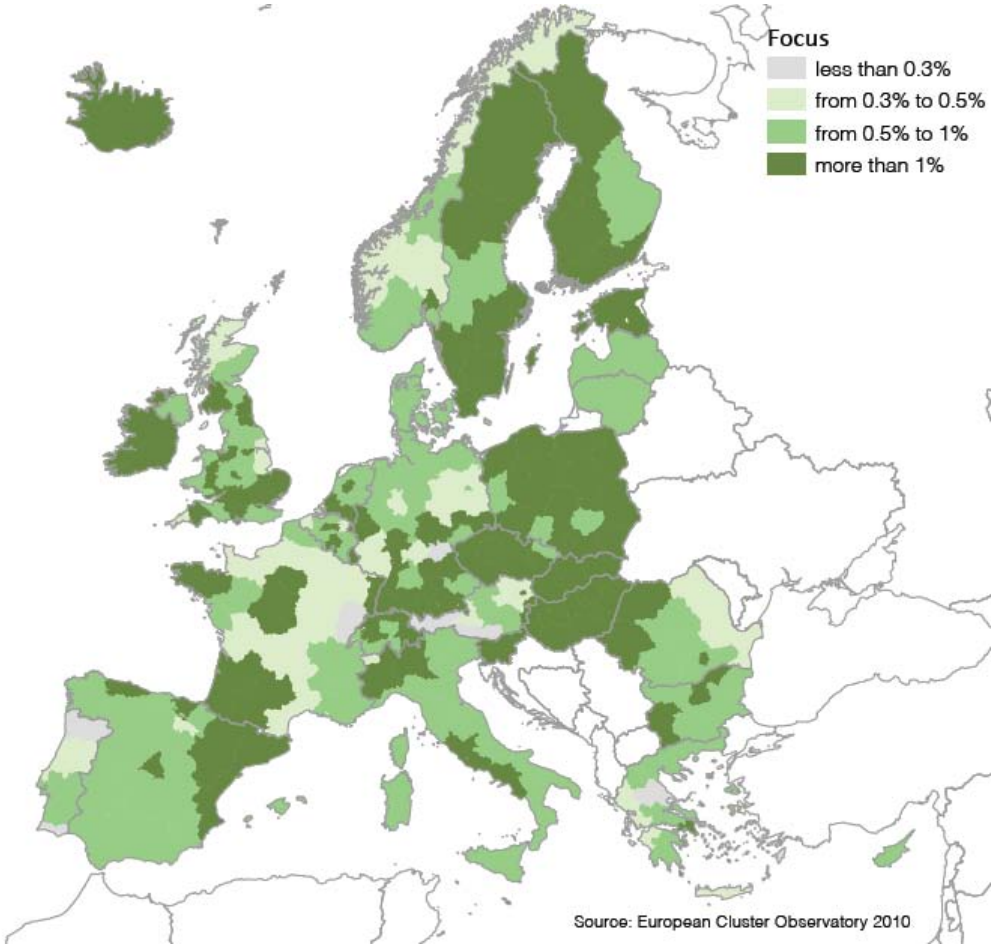 Focus
less than 0.3%
from 0.3% to 0.5%
from 0.5% to 1%
more than 1%
Source: European Cluster Observatory 2010